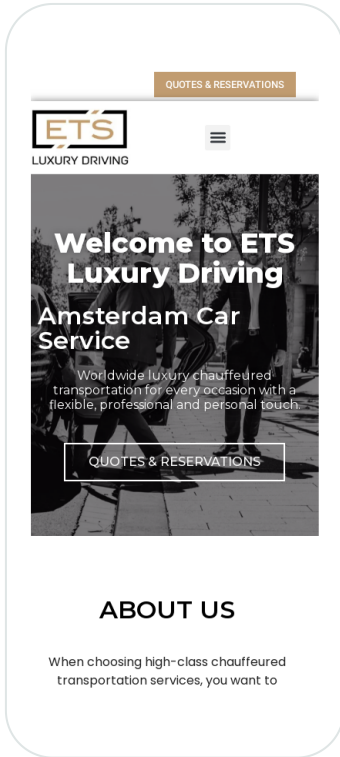 QUOTES & RESERVATIONS
ETS
LUXURY DRIVING
Welcome to ETS
Luxury Driving
Amsterdam Car
Service
Worldwide luxury chauffeured
transportation for every occasion with a
flexible, professional and personal touch.
QUOTES & RESERVATIONS
ABOUT US
When choosing high-class chauffeured
transportation services, you want to